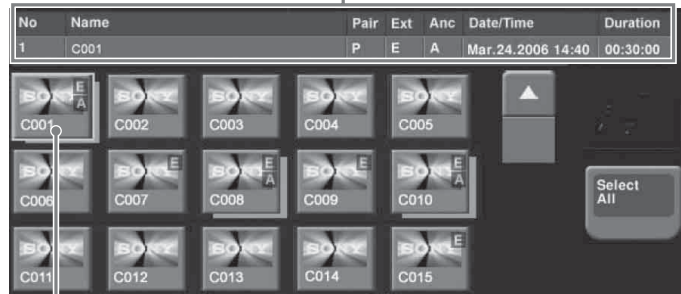 No Name Pair Ext Anc Date/Time Duration
1 C001 P E A Mar.24.2006 14:40 00:30:00
SONY E A SONY SONY SONY SONY
C001 C002 C003 C004 C005
SONY SONY E SONY E A SONY E SONY E A
C006 C007 C008 C009 C010
Select
All
SONY SONY SONY SONY SONY E
C011 C012 C013 C014 C015